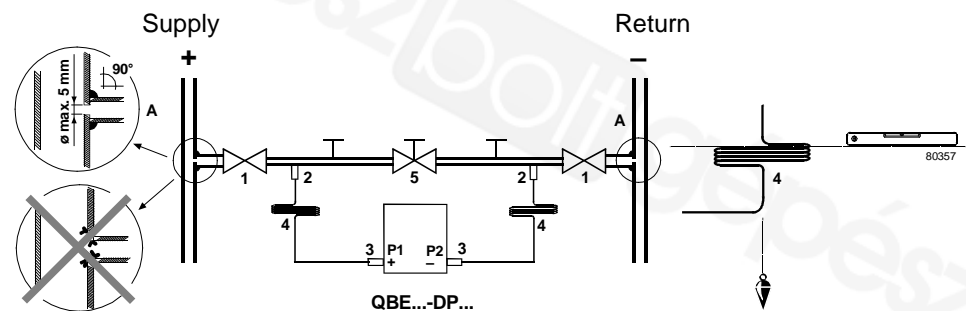 Supply
Return
+
–
90°
ø max. 5 mm
A
A
1
5
1
2
2
4
4
4
3
P1
+
P2
–
3
QBE...-DP...
80357
boltigépész